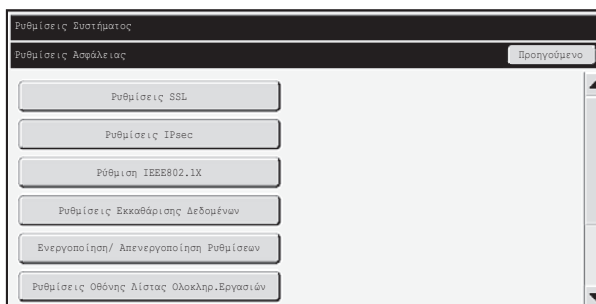 Ρυθμίσεις Συστήματος
Ρυθμίσεις Ασφάλειας
Προηγούμενο
Ρυθμίσεις SSL
Ρυθμίσεις IPsec
Ρύθμιση IEEE802.1X
Ρυθμίσεις Εκκαθάρισης Δεδομένων
Ενεργοποίηση/ Απενεργοποίηση Ρυθμίσεων
Ρυθμίσεις Οθόνης Λίστας Ολοκληρ.Εργασιών